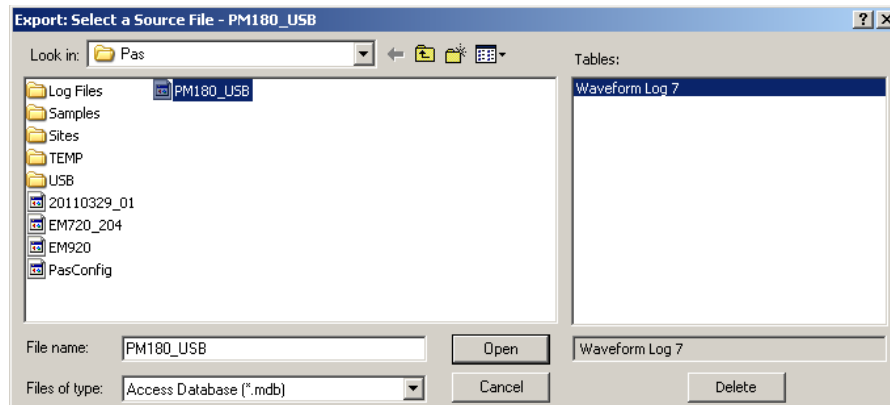 Export: Select a Source File - PM180_USB
Look in: Pas
Tables:
Log Files
Samples
Sites
TEMP
USB
20110329_01
EM720_204
EM920
PasConfig
PM180_USB
Waveform Log 7
File name: PM180_USB
Open
Waveform Log 7
Files of type: Access Database (*.mdb)
Cancel
Delete